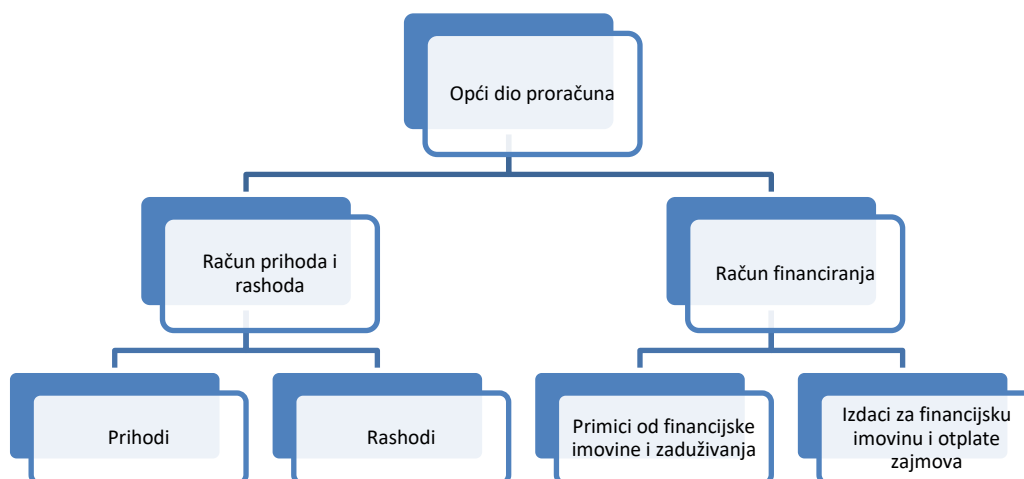 Opći dio proračuna
Račun prihoda i
rashoda
Račun financiranja
Prihodi
Rashodi
Primici od financijske
imovine i zaduživanja
Izdaci za financijsku
imovinu i otplate
zajmova